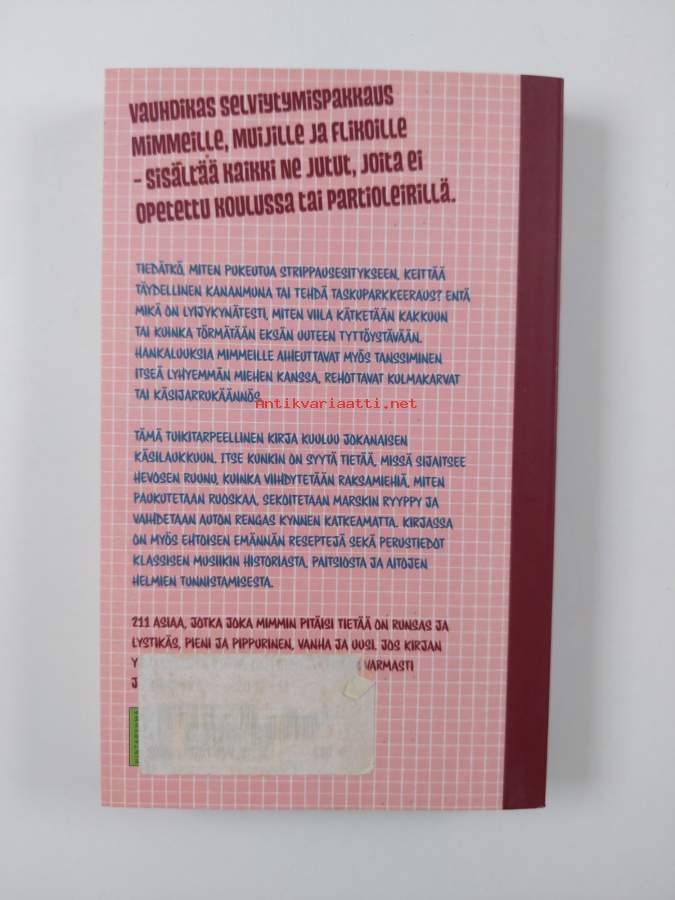 Vauhdikas selviytymispakkaus
mimmeille, muijille ja flikoille
– sisältää kaikki ne jutut, joita ei
opetettu koulussa tai partioleirillä.
Tiedätkö, miten pukeutua strippausesitykseen, keittää
täydellinen kananmuna tai tehdä taskuparkkeeraus? Entä
mikä on lyijykynätesti, miten viila kätketään kakkuun
tai kuinka törmätään eksän uuteen tyttöystävään.
Hankaluuksia mimmeille aiheuttavat myös tanssiminen
itseä lyhyemmän miehen kanssa, rehottavat kulmakarvat
tai käsijarrukäännös.
Antikvariaatti.net
Tämä tuikitarpeellinen kirja kuuluu jokanaisen
käsilaukkuun. Itse kunkin on syytä tietää, missä sijaitsee
hevosen ruunu, kuinka viihdytetään raksamiehiä, miten
paukutetaan ruoskaa, sekoitetaan Marskin ryyppy ja
vaihdetaan auton rengas kynnen katkeamatta. Kirjassa
on myös ehtoisen emännän reseptejä sekä perustiedot
klassisen musiikin historiasta, paitsiosta ja aitojen
helmien tunnistamisesta.
211 asiaa, jotka joka mimmin pitäisi tietää on runsas ja
lystikäs, pieni ja pippurinen, vanha ja uusi. Jos kirjan
varmasti